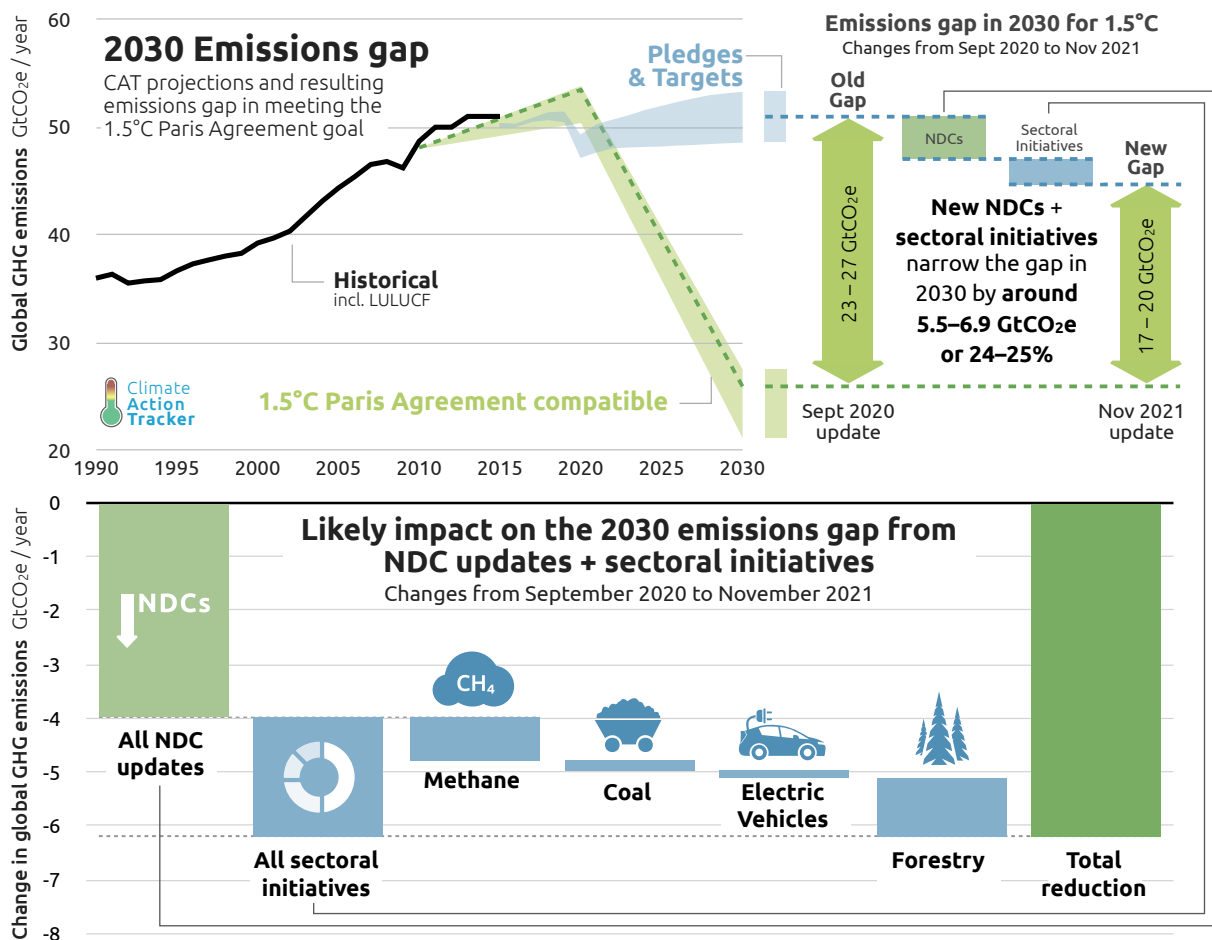 2030 Emissions gap
CAT projections and resulting
emissions gap in meeting the
1.5°C Paris Agreement goal
Global GHG emissions GtCO₂e / year
60
50
40
30
20
1990
1995
2000
2005
2010
2015
2020
2025
2030
Historical
incl. LULUCF
Pledges
& Targets
1.5°C Paris Agreement compatible
Climate
Action
Tracker
Emissions gap in 2030 for 1.5°C
Changes from Sept 2020 to Nov 2021
Old
Gap
NDCs
Sectoral
Initiatives
New
Gap
23 – 27 GtCO₂e
New NDCs +
sectoral initiatives
narrow the gap in
2030 by around
5.5–6.9 GtCO₂e
or 24–25%
17 – 20 GtCO₂e
Sept 2020
update
Nov 2021
update
Likely impact on the 2030 emissions gap from
NDC updates + sectoral initiatives
Changes from September 2020 to November 2021
Change in global GHG emissions GtCO₂e / year
0
-1
-2
-3
-4
-5
-6
-7
-8
NDCs
All NDC
updates
All sectoral
initiatives
CH₄
Methane
Coal
Electric
Vehicles
Forestry
Total
reduction